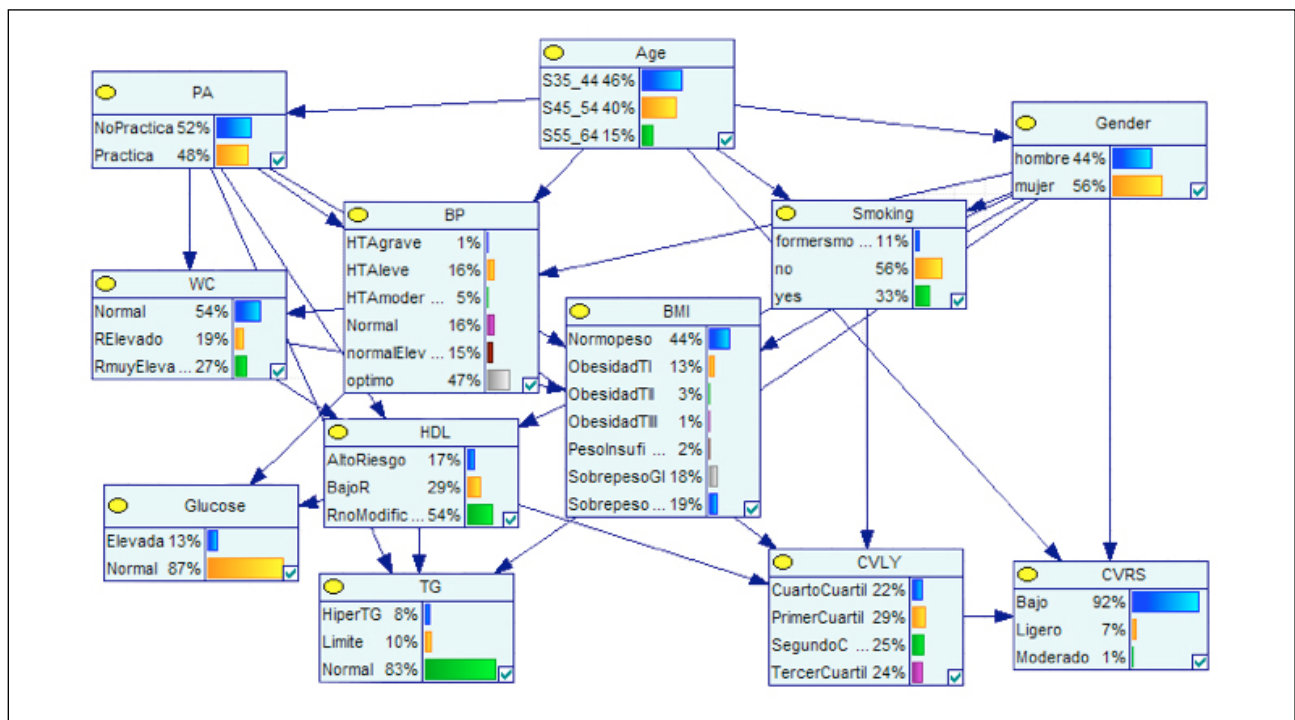 Age
S35_44 46%
S45_54 40%
S55_64 15%
PA
NoPractica 52%
Practica 48%
Gender
hombre 44%
mujer 56%
BP
HTAgrave 1%
HTAleve 16%
HTAmoder ... 5%
Normal 16%
normalElev ... 15%
optimo 47%
Smoking
formersmo ... 11%
no 56%
yes 33%
WC
Normal 54%
RElevado 19%
RmuyEleva ... 27%
BMI
Normopeso 44%
ObesidadTI 13%
ObesidadTII 3%
ObesidadTIII 1%
PesoInsufi ... 2%
SobrepesoGI 18%
Sobrepeso ... 19%
HDL
AltoRiesgo 17%
BajoR 29%
RnoModific ... 54%
Glucose
Elevada 13%
Normal 87%
TG
HiperTG 8%
Limite 10%
Normal 83%
CVLY
CuartoCuartil 22%
PrimerCuartil 29%
SegundoC ... 25%
TercerCuartil 24%
CVRS
Bajo 92%
Ligero 7%
Moderado 1%